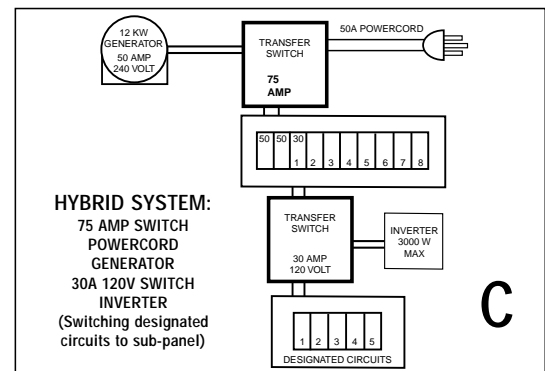 12 KW
GENERATOR
50 AMP
240 VOLT
TRANSFER
SWITCH
75
AMP
50A POWERCORD
50 50 30
1 2 3 4 5 6 7 8
HYBRID SYSTEM:
75 AMP SWITCH
POWERCORD
GENERATOR
30A 120V SWITCH
INVERTER
(Switching designated
circuits to sub-panel)
TRANSFER
SWITCH
30 AMP
120 VOLT
INVERTER
3000 W
MAX
C
1 2 3 4 5
DESIGNATED CIRCUITS